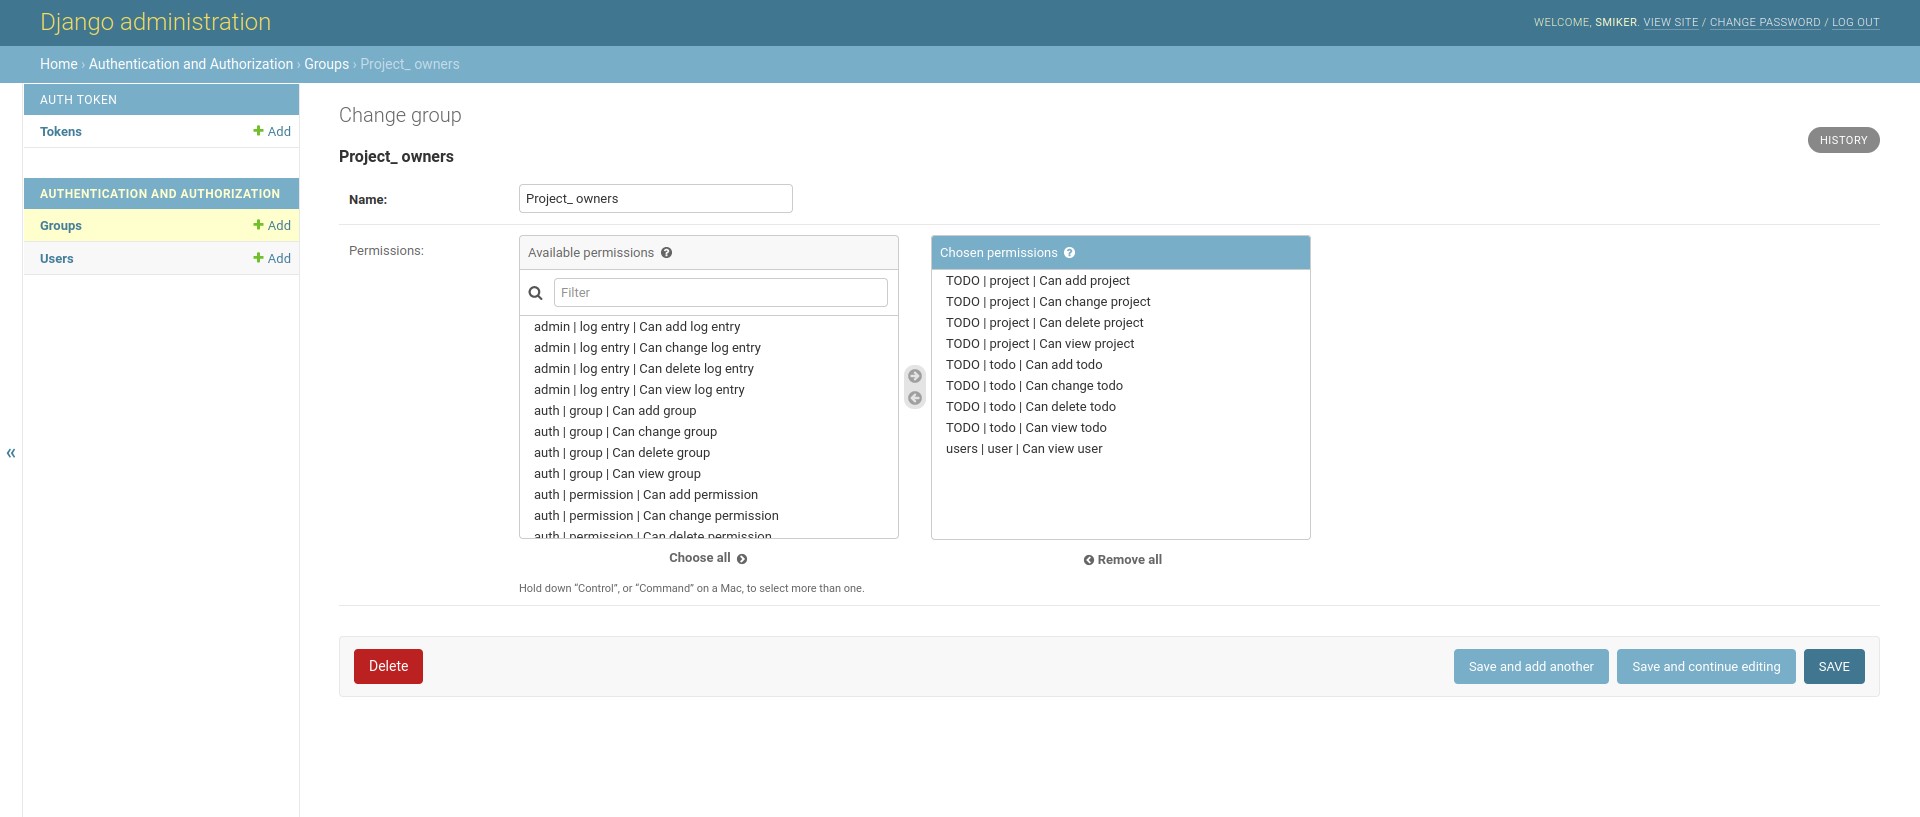 Django administration
WELCOME, SMIKER. VIEW SITE / CHANGE PASSWORD / LOG OUT
Home › Authentication and Authorization › Groups › Project_ owners
AUTH TOKEN
Tokens + Add
AUTHENTICATION AND AUTHORIZATION
Groups + Add
Users + Add
«
Change group
HISTORY
Project_ owners
Name: Project_ owners
Permissions:
Available permissions ?
Filter
admin | log entry | Can add log entry
admin | log entry | Can change log entry
admin | log entry | Can delete log entry
admin | log entry | Can view log entry
auth | group | Can add group
auth | group | Can change group
auth | group | Can delete group
auth | group | Can view group
auth | permission | Can add permission
auth | permission | Can change permission
auth | permission | Can delete permission
Choose all
Hold down “Control”, or “Command” on a Mac, to select more than one.
Chosen permissions ?
TODO | project | Can add project
TODO | project | Can change project
TODO | project | Can delete project
TODO | project | Can view project
TODO | todo | Can add todo
TODO | todo | Can change todo
TODO | todo | Can delete todo
TODO | todo | Can view todo
users | user | Can view user
Remove all
Delete
Save and add another
Save and continue editing
SAVE